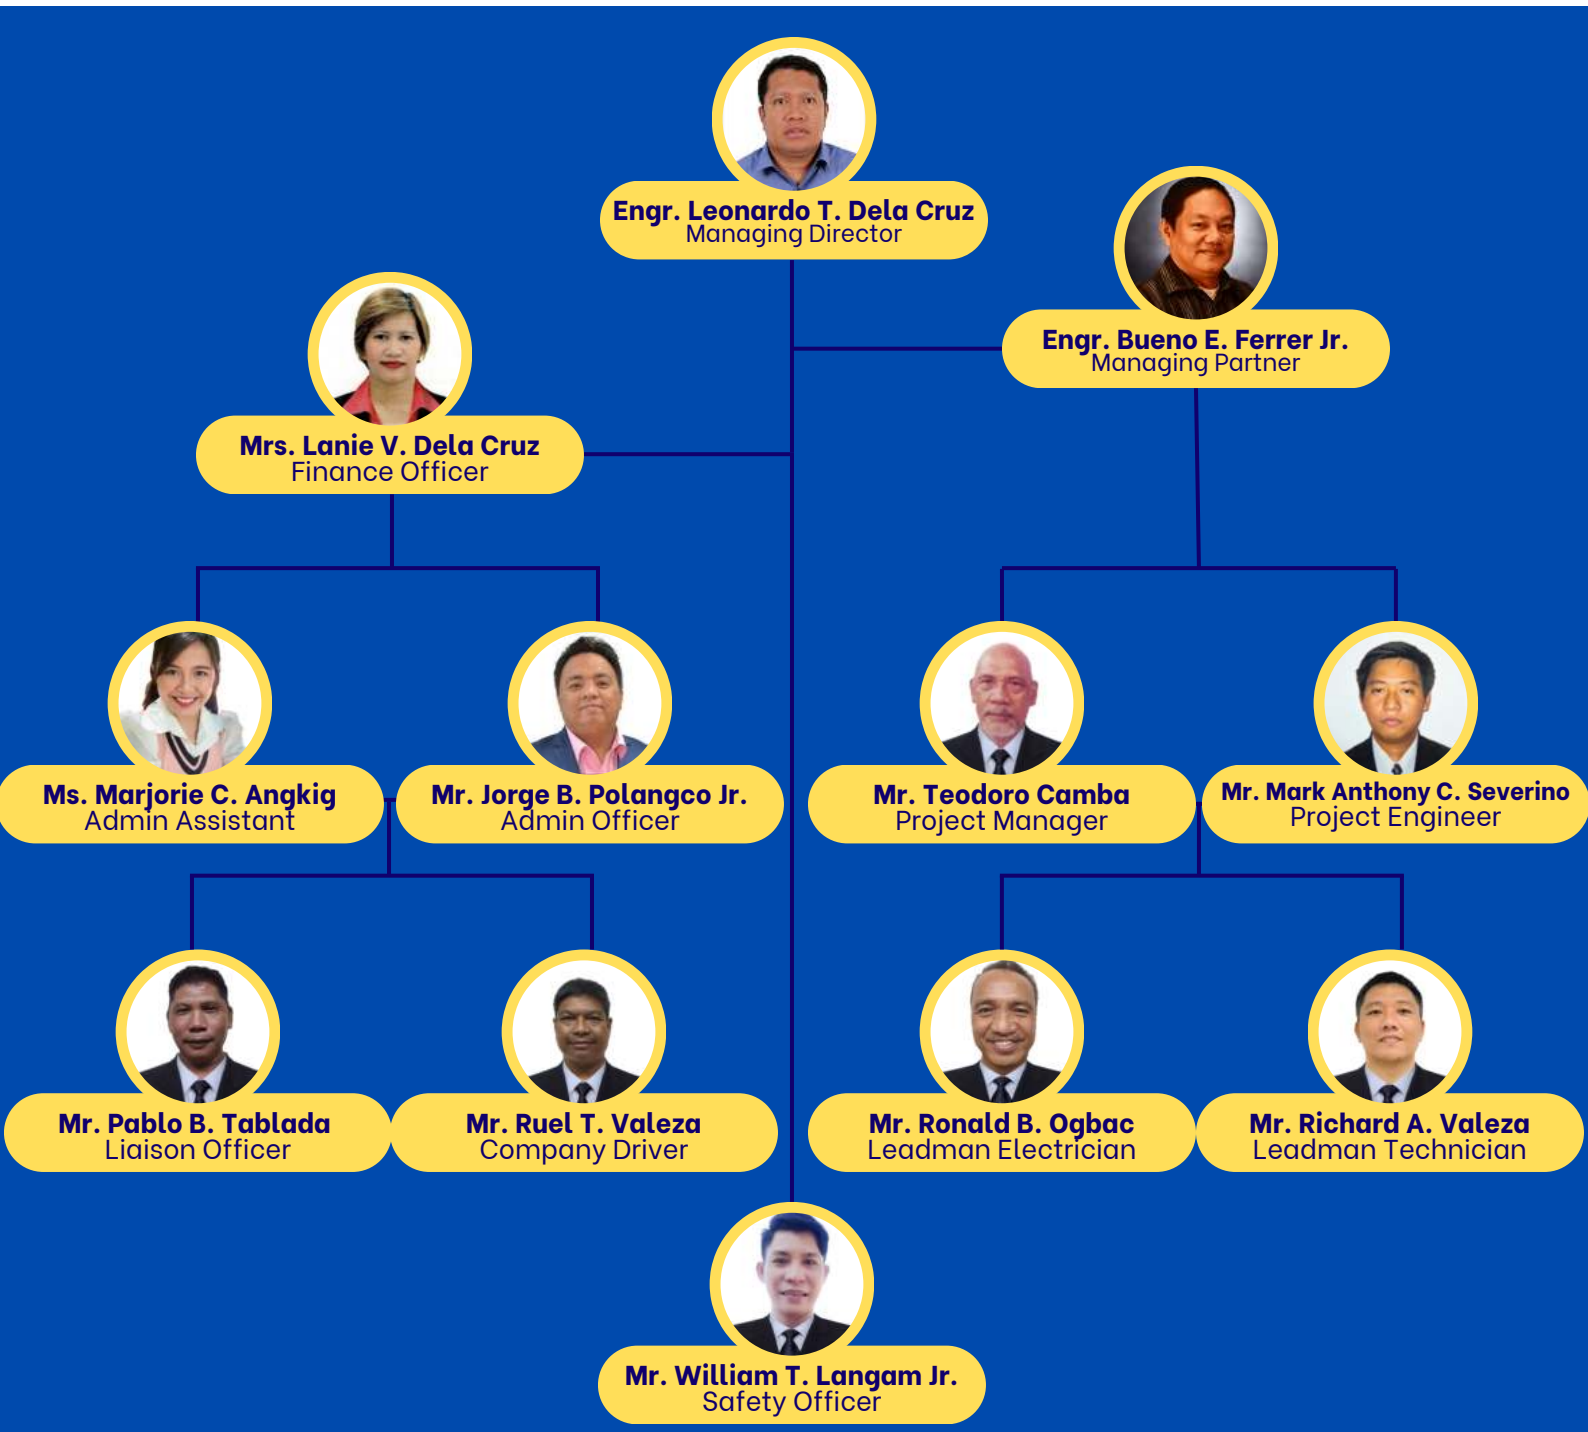 Engr. Leonardo T. Dela Cruz
Managing Director
Engr. Bueno E. Ferrer Jr.
Managing Partner
Mrs. Lanie V. Dela Cruz
Finance Officer
Ms. Marjorie C. Angkig
Admin Assistant
Mr. Jorge B. Polangco Jr.
Admin Officer
Mr. Teodoro Camba
Project Manager
Mr. Mark Anthony C. Severino
Project Engineer
Mr. Pablo B. Tablada
Liaison Officer
Mr. Ruel T. Valeza
Company Driver
Mr. Ronald B. Ogbac
Leadman Electrician
Mr. Richard A. Valeza
Leadman Technician
Mr. William T. Langam Jr.
Safety Officer